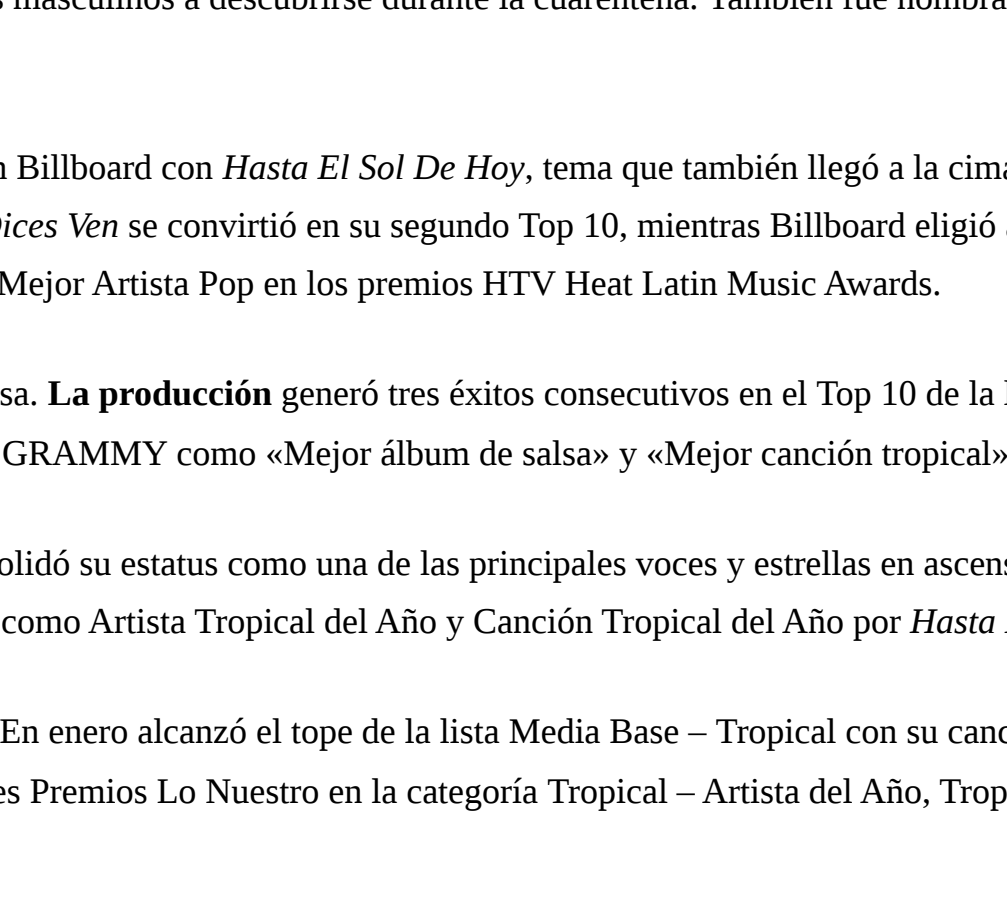 masculinos a descubrirse durante la cuarentena. También fue
Billboard con Hasta El Sol De Hoy, tema que también llegó a la cima
Dices Ven se convirtió en su segundo Top 10, mientras Billboard eligió
Mejor Artista Pop en los premios HTV Heat Latin Music Awards.
sa. La producción generó tres éxitos consecutivos en el Top 10 de la
GRAMMY como «Mejor álbum de salsa» y «Mejor canción tropical»
olidó su estatus como una de las principales voces y estrellas en ascens
como Artista Tropical del Año y Canción Tropical del Año por Hasta
En enero alcanzó el tope de la lista Media Base – Tropical con su canc
es Premios Lo Nuestro en la categoría Tropical – Artista del Año, Trop